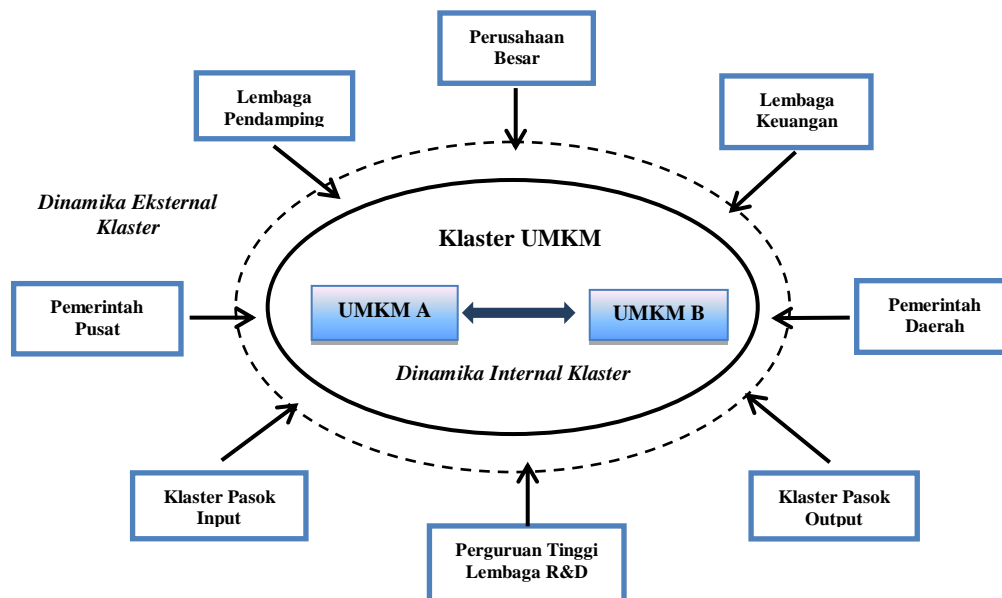 Perusahaan
Besar
Lembaga
Pendamping
Lembaga
Keuangan
Dinamika Eksternal
Klaster
Klaster UMKM
Pemerintah
Pusat
UMKM A
UMKM B
Pemerintah
Daerah
Dinamika Internal Klaster
Klaster Pasok
Input
Klaster Pasok
Output
Perguruan Tinggi
Lembaga R&D